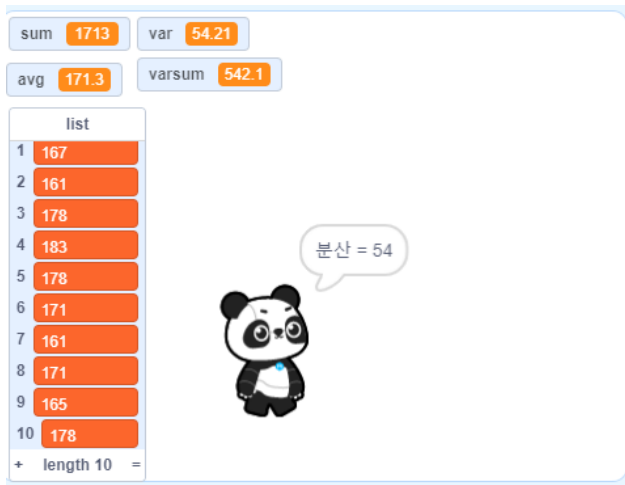 sum 1713 var 54.21
avg 171.3 varsum 542.1
list
1 167
2 161
3 178
4 183
5 178
6 171
7 161
8 171
9 165
10 178
+ length 10 =
분산 = 54